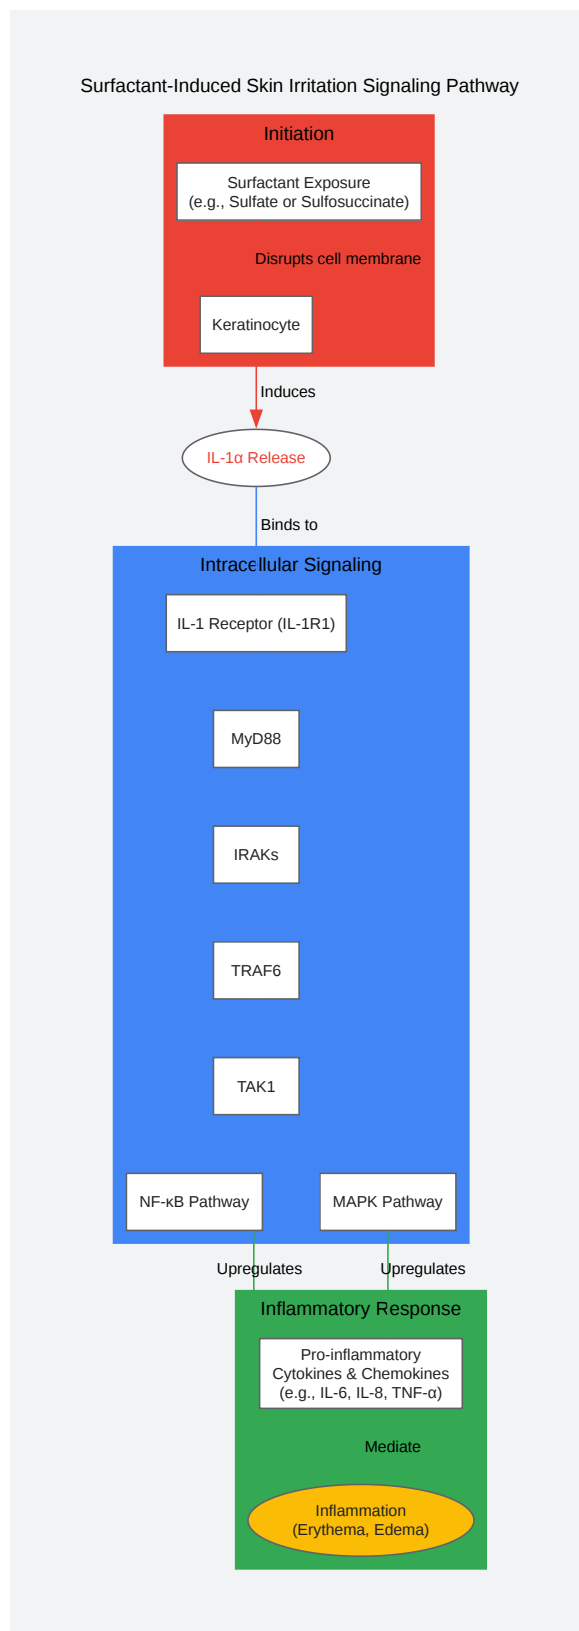 Surfactant-Induced Skin Irritation Signaling Pathway
Initiation
Surfactant Exposure
(e.g., Sulfate or Sulfosuccinate)
Disrupts cell membrane
Keratinocyte
Induces
IL-1α Release
Binds to
Intracellular Signaling
IL-1 Receptor (IL-1R1)
MyD88
IRAKs
TRAF6
TAK1
NF-κB Pathway
MAPK Pathway
Upregulates
Upregulates
Inflammatory Response
Pro-inflammatory
Cytokines & Chemokines
(e.g., IL-6, IL-8, TNF-α)
Mediate
Inflammation
(Erythema, Edema)